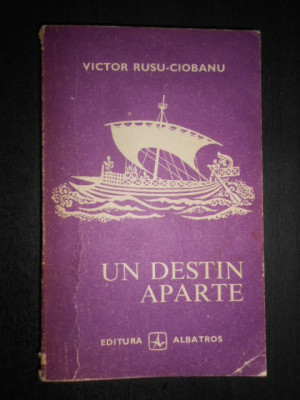 VICTOR RUSU-CIOBANU
UN DESTIN
APARTE
EDITURA ALBATROS